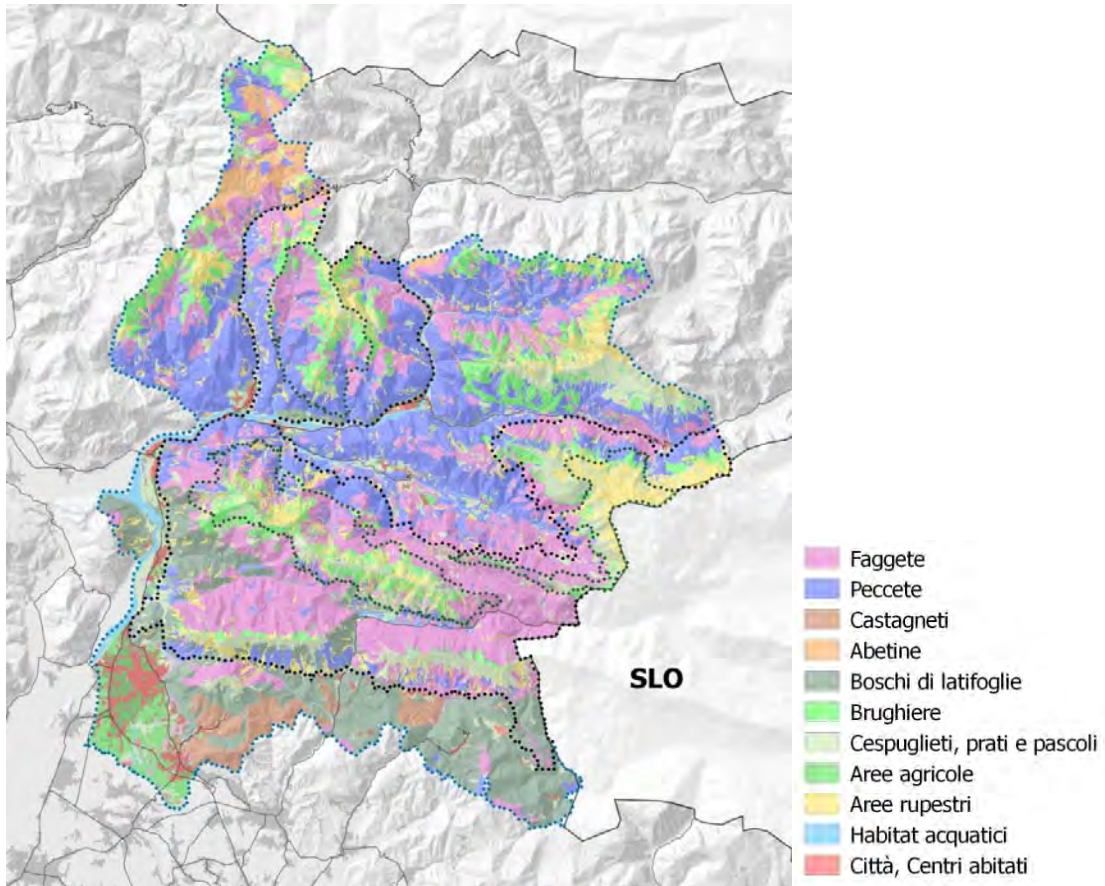 SLO
Faggete
Peccete
Castagneti
Abetine
Boschi di latifoglie
Brughiere
Cespuglieti, prati e pascoli
Aree agricole
Aree rupestri
Habitat acquatici
Città, Centri abitati